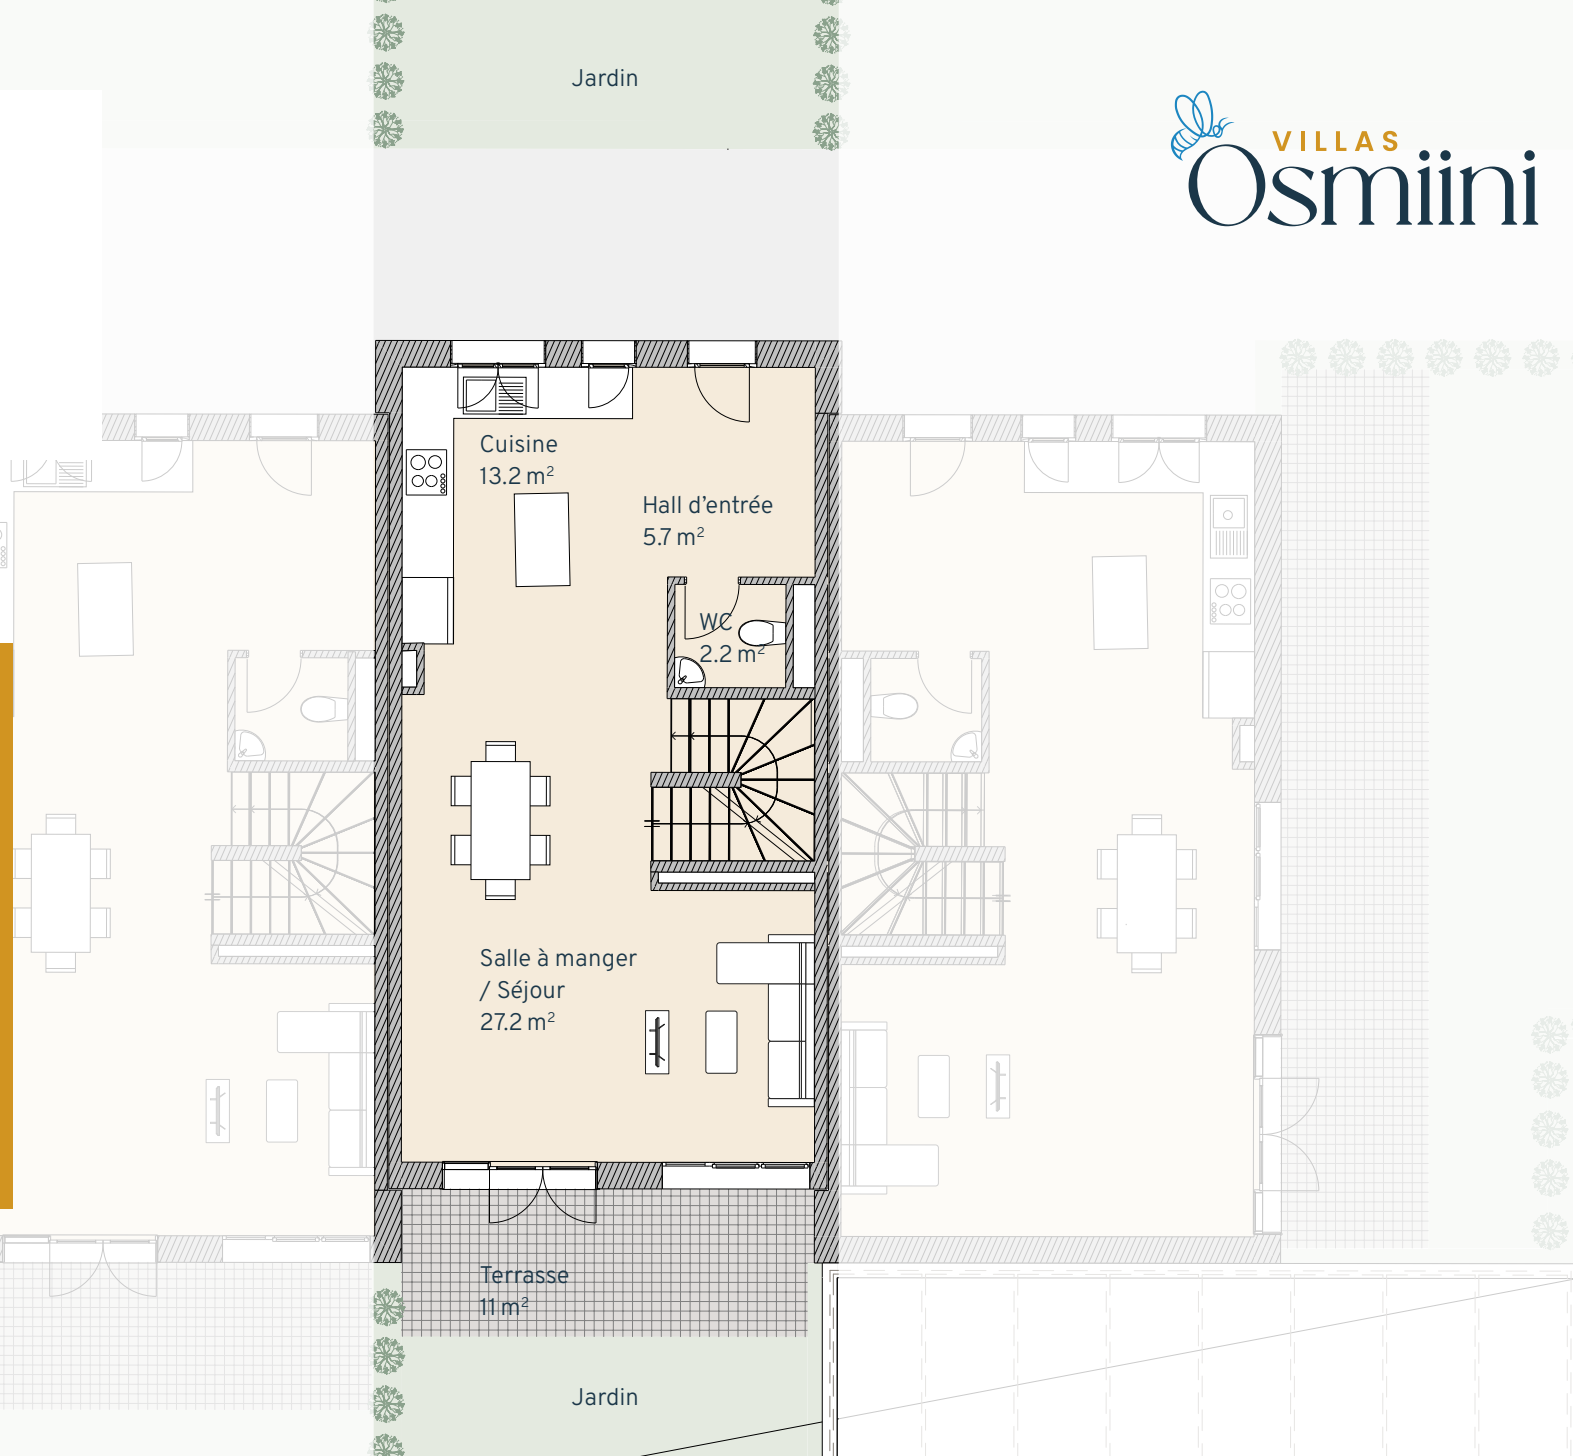 Jardin
VILLAS
Osmiini
Cuisine
13.2 m²
Hall d’entrée
5.7 m²
WC
2.2 m²
Salle à manger
/ Séjour
27.2 m²
Terrasse
11 m²
Jardin